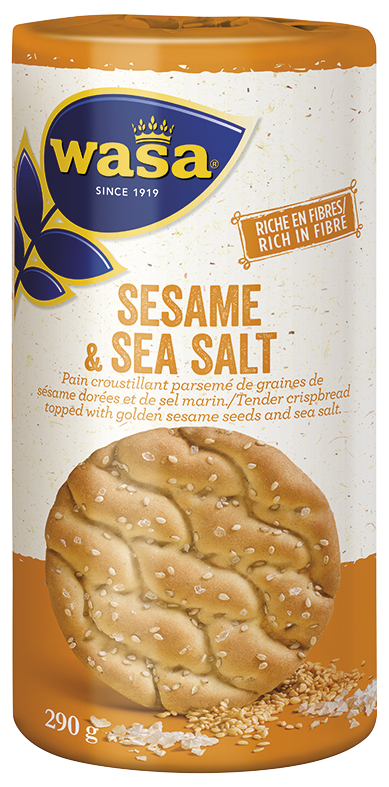 wasa®
SINCE 1919
RICHE EN FIBRES/
RICH IN FIBRE
SESAME
& SEA SALT
Pain croustillant parsemé de graines de
sésame dorées et de sel marin./Tender crispbread
topped with golden sesame seeds and sea salt.
290 g